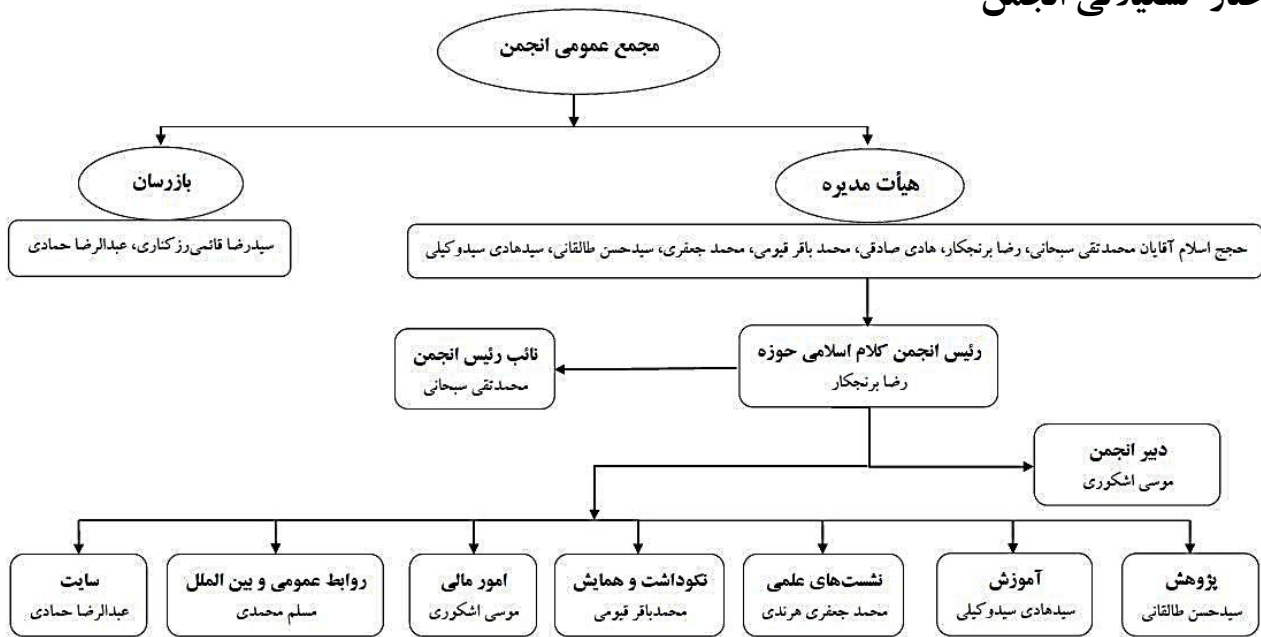 تشکیلاتی انجمن
مجمع عمومی انجمن
هیأت مدیره
بازرسان
حجج اسلام آقایان محمدتقی سبحانی، رضا برنجکار، هادی صادقی، محمد باقر قیومی، محمد جعفری، سیدحسن طالقانی، سیدهادی سیدوکیلی
سیدرضا قائمی‌رزکناری، عبدالرضا حمادی
رئیس انجمن کلام اسلامی حوزه
رضا برنجکار
نائب رئیس انجمن
محمدتقی سبحانی
دبیر انجمن
موسی اشکوری
پژوهش
سیدحسن طالقانی
آموزش
سیدهادی سیدوکیلی
نشست‌های علمی
محمد جعفری هرندی
نکوداشت و همایش
محمدباقر قیومی
امور مالی
موسی اشکوری
روابط عمومی و بین الملل
مسلم محمدی
سایت
عبدالرضا حمادی